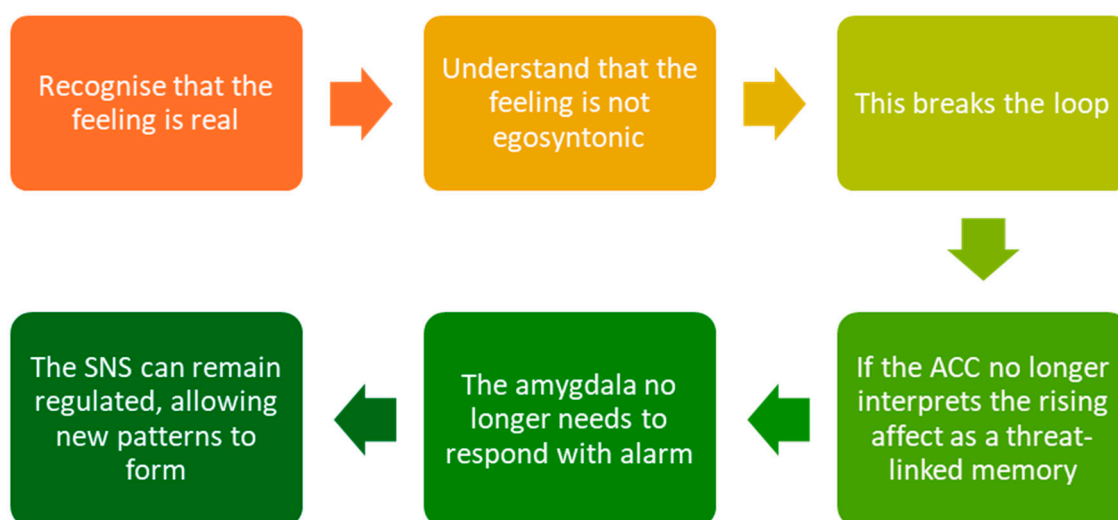 Recognise that the
feeling is real
Understand that the
feeling is not
egosyntonic
This breaks the loop
If the ACC no longer
interprets the rising
affect as a threat-
linked memory
The amygdala no
longer needs to
respond with alarm
The SNS can remain
regulated, allowing
new patterns to
form